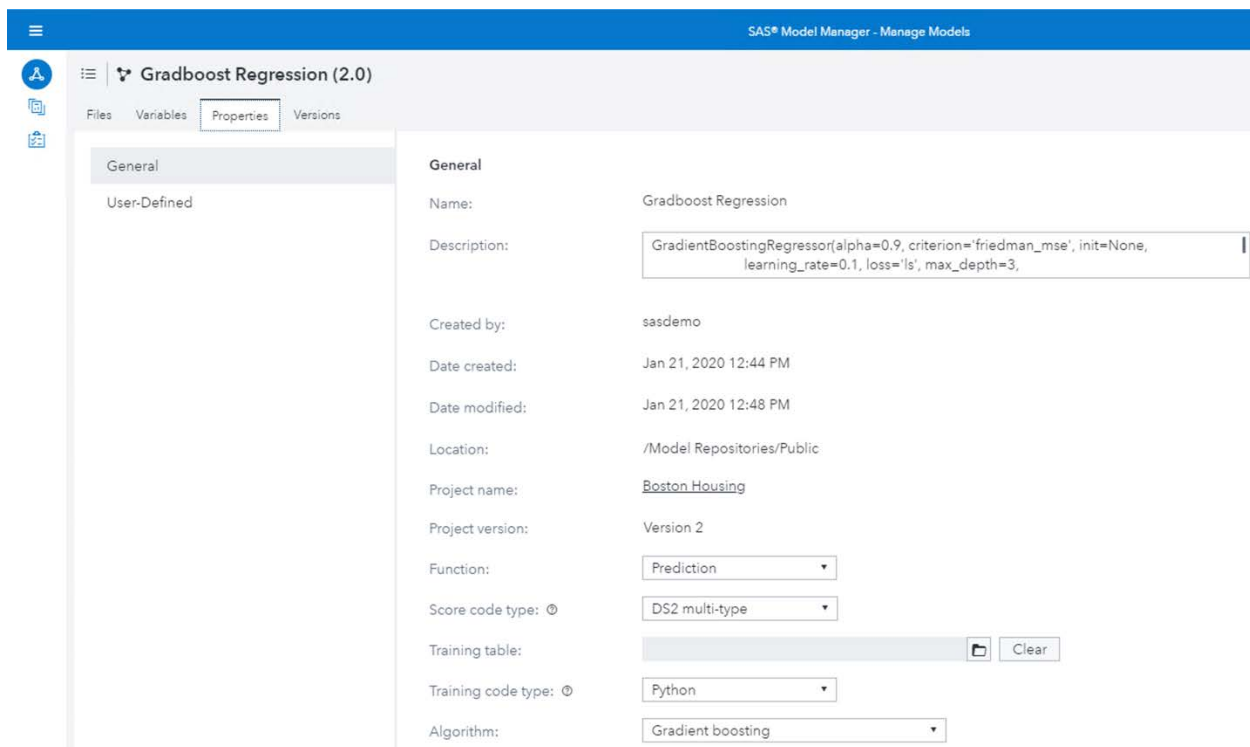 SAS® Model Manager - Manage Models
Gradboost Regression (2.0)
Files Variables Properties Versions
General
User-Defined
General
Name: Gradboost Regression
Description: GradientBoostingRegressor(alpha=0.9, criterion='friedman_mse', init=None,
learning_rate=0.1, loss='ls', max_depth=3,
Created by: sasdemo
Date created: Jan 21, 2020 12:44 PM
Date modified: Jan 21, 2020 12:48 PM
Location: /Model Repositories/Public
Project name: Boston Housing
Project version: Version 2
Function: Prediction
Score code type: DS2 multi-type
Training table: Clear
Training code type: Python
Algorithm: Gradient boosting